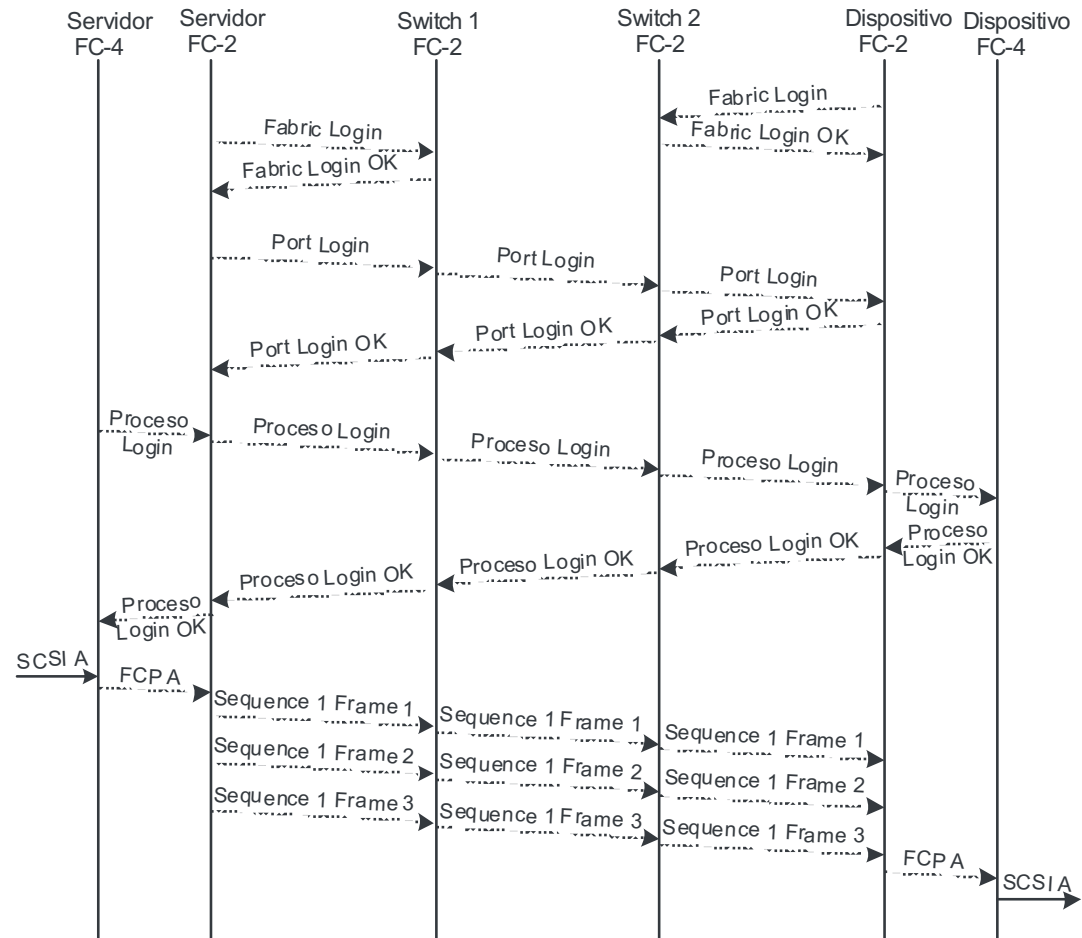 Servidor Servidor Switch 1 Switch 2 Dispositivo Dispositivo
FC-4 FC-2 FC-2 FC-2 FC-2 FC-4
Fabric Login
Fabric Login Fabric Login OK
Fabric Login OK
Port Login Port Login Port Login
Port Login OK Port Login OK Port Login OK
Proceso Login Proceso Login Proceso Login Proceso Login Proceso Login
Proceso Login OK
Proceso Login OK
Proceso Login OK
Proceso Login OK
Proceso Login OK
SCSI A
FCP A
Sequence 1 Frame 1 Sequence 1 Frame 1 Sequence 1 Frame 1
Sequence 1 Frame 2 Sequence 1 Frame 2 Sequence 1 Frame 2
Sequence 1 Frame 3 Sequence 1 Frame 3 Sequence 1 Frame 3
FCP A
SCSI A